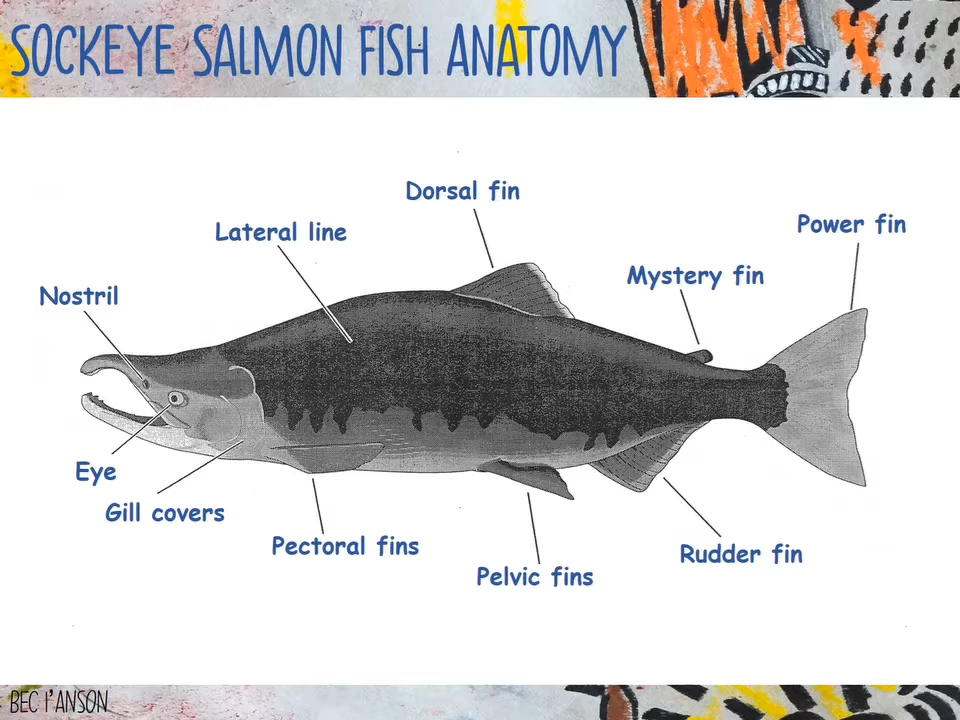 SOCKEYE SALMON FISH ANATOMY
Dorsal fin
Power fin
Lateral line
Mystery fin
Nostril
Eye
Gill covers
Pectoral fins
Rudder fin
Pelvic fins
BEC I'ANSON